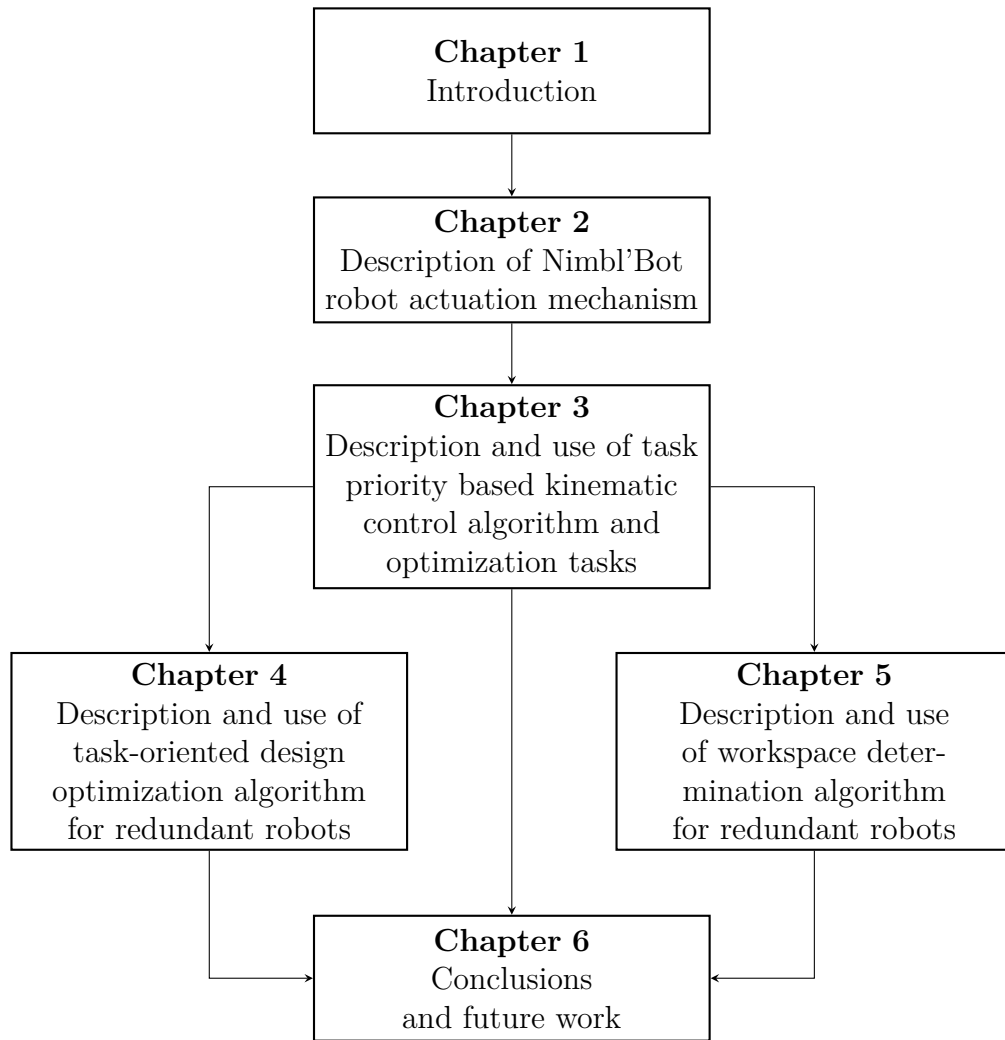 Chapter 1
Introduction
Chapter 2
Description of Nimbl’Bot
robot actuation mechanism
Chapter 3
Description and use of task
priority based kinematic
control algorithm and
optimization tasks
Chapter 4
Description and use of
task-oriented design
optimization algorithm
for redundant robots
Chapter 5
Description and use
of workspace deter-
mination algorithm
for redundant robots
Chapter 6
Conclusions
and future work